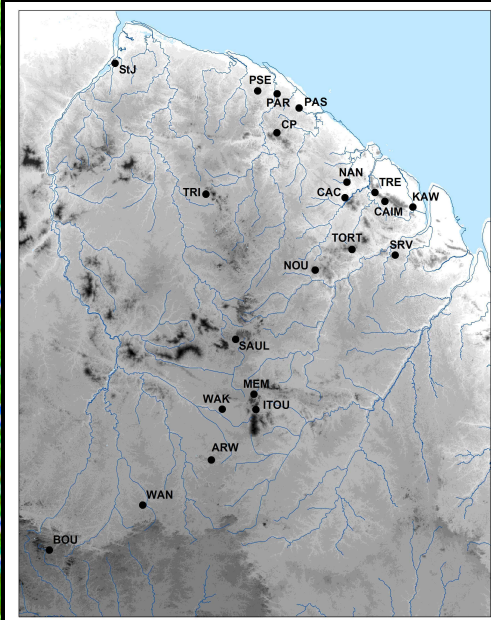 StJ
PSE
PAR
PAS
CP
NAN
TRE
TRI
CAC
CAIM
KAW
TORT
SRV
NOU
SAUL
MEM
WAK
ITOU
ARW
WAN
BOU